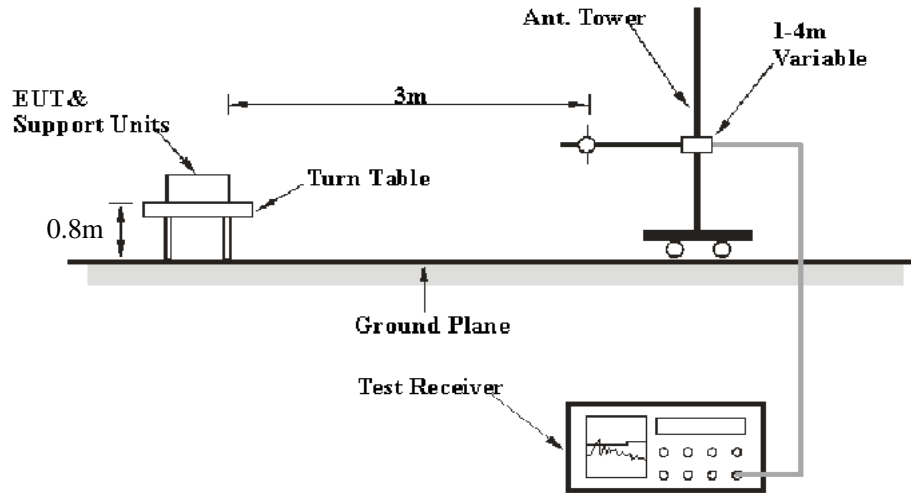 Ant. Tower
1-4m
Variable
3m
EUT &
Support Units
Turn Table
0.8m
Ground Plane
Test Receiver